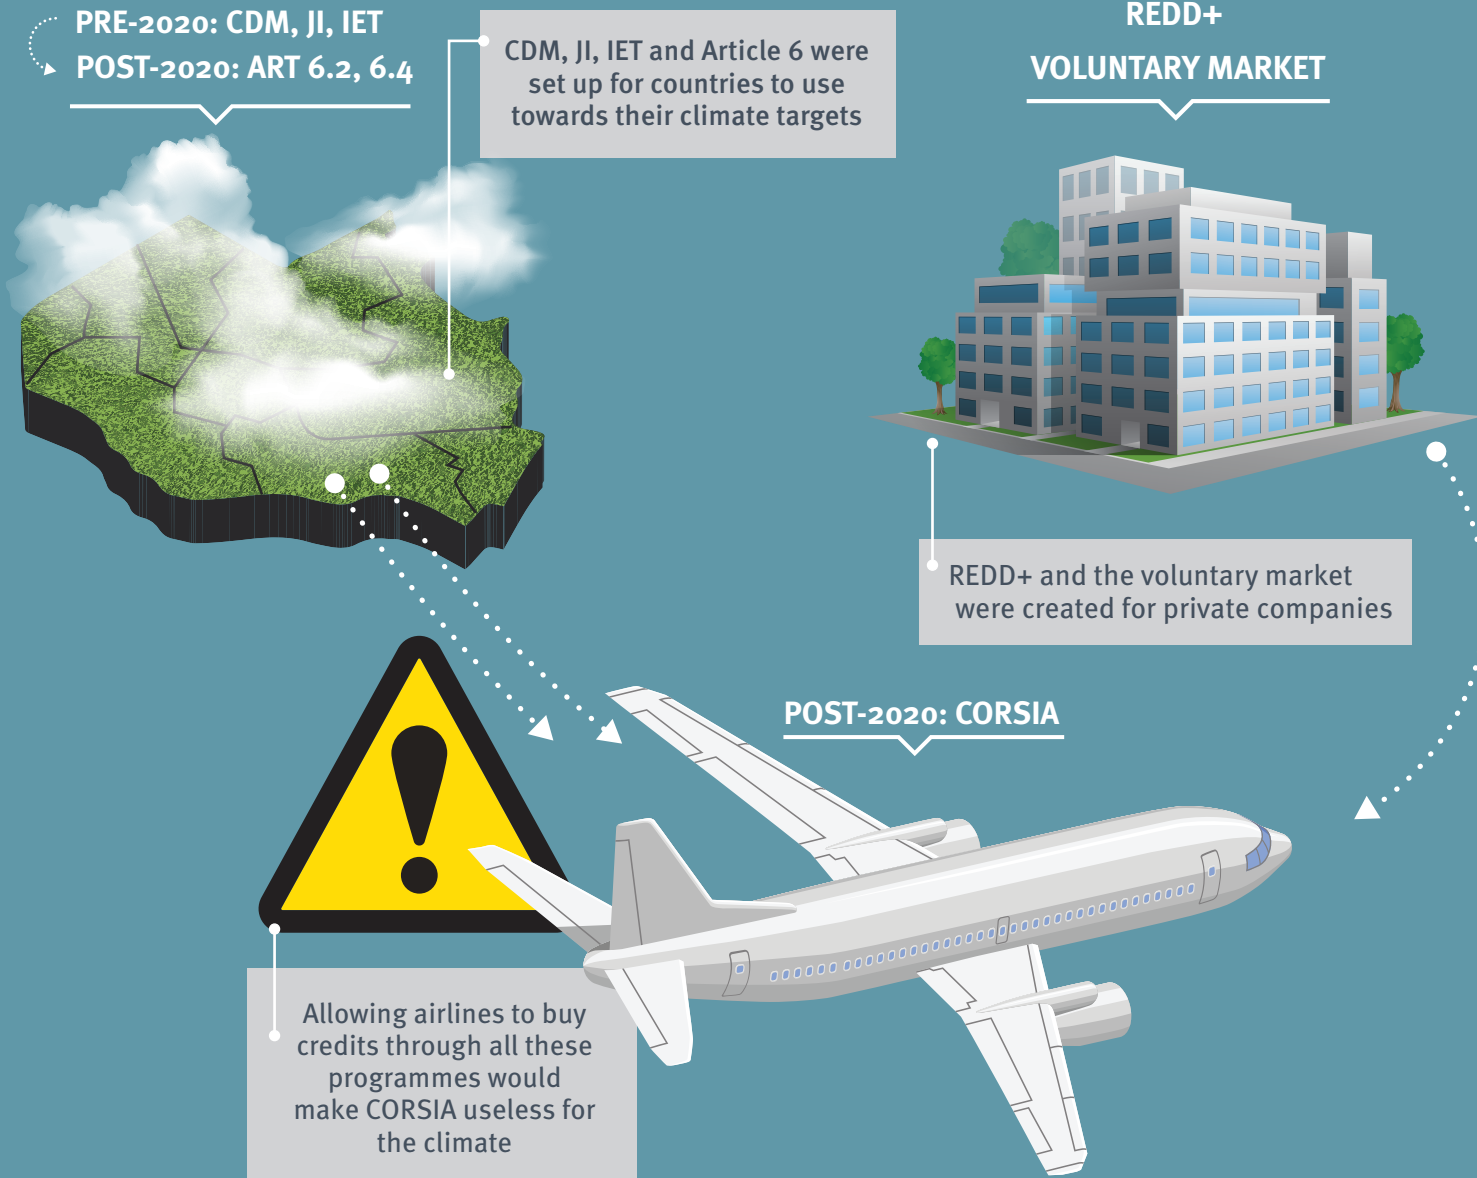 PRE-2020: CDM, JI, IET
POST-2020: ART 6.2, 6.4
CDM, JI, IET and Article 6 were
set up for countries to use
towards their climate targets
REDD+
VOLUNTARY MARKET
REDD+ and the voluntary market
were created for private companies
POST-2020: CORSIA
Allowing airlines to buy
credits through all these
programmes would
make CORSIA useless for
the climate